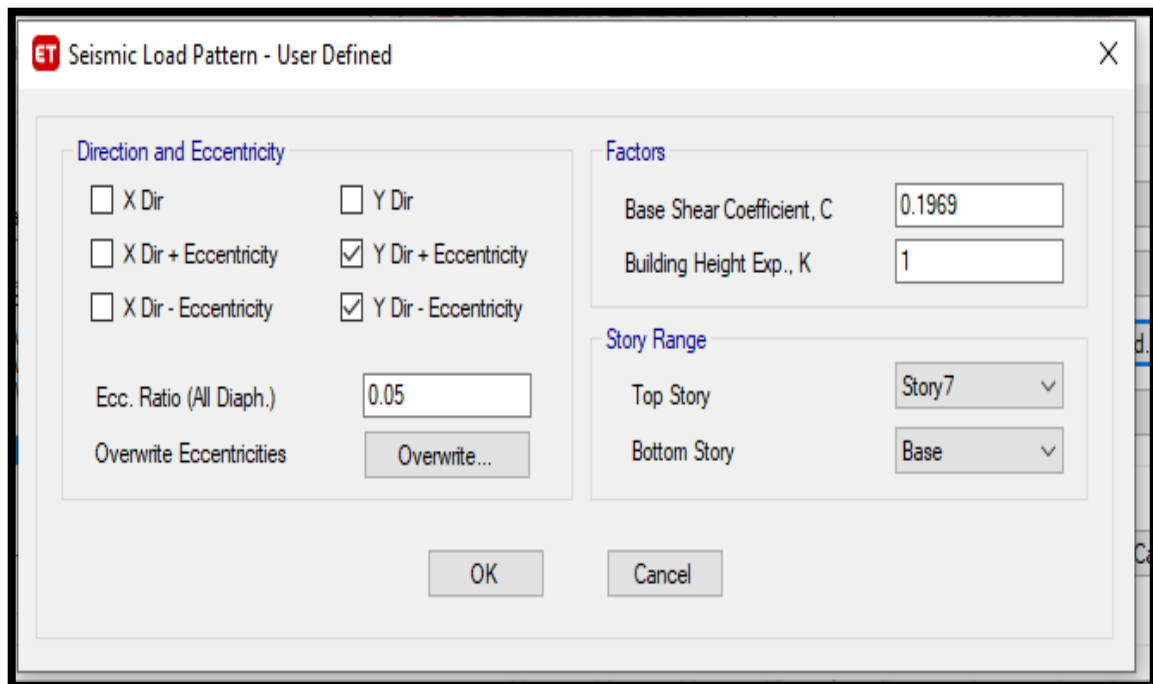 ET Seismic Load Pattern - User Defined
Direction and Eccentricity
X Dir
Y Dir
X Dir + Eccentricity
Y Dir + Eccentricity
X Dir - Eccentricity
Y Dir - Eccentricity
Ecc. Ratio (All Diaph.)
0.05
Overwrite Eccentricities
Overwrite...
Factors
Base Shear Coefficient, C
0.1969
Building Height Exp., K
1
Story Range
Top Story
Story7
Bottom Story
Base
OK
Cancel
d.
Ca